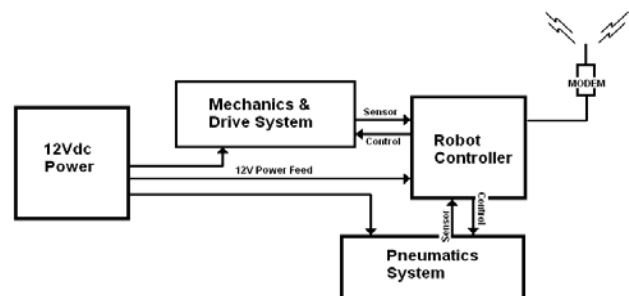 MODEM
Mechanics &
Drive System
Sensor
Control
12Vdc
Power
Robot
Controller
12V Power Feed
Sensor
Control
Pneumatics
System